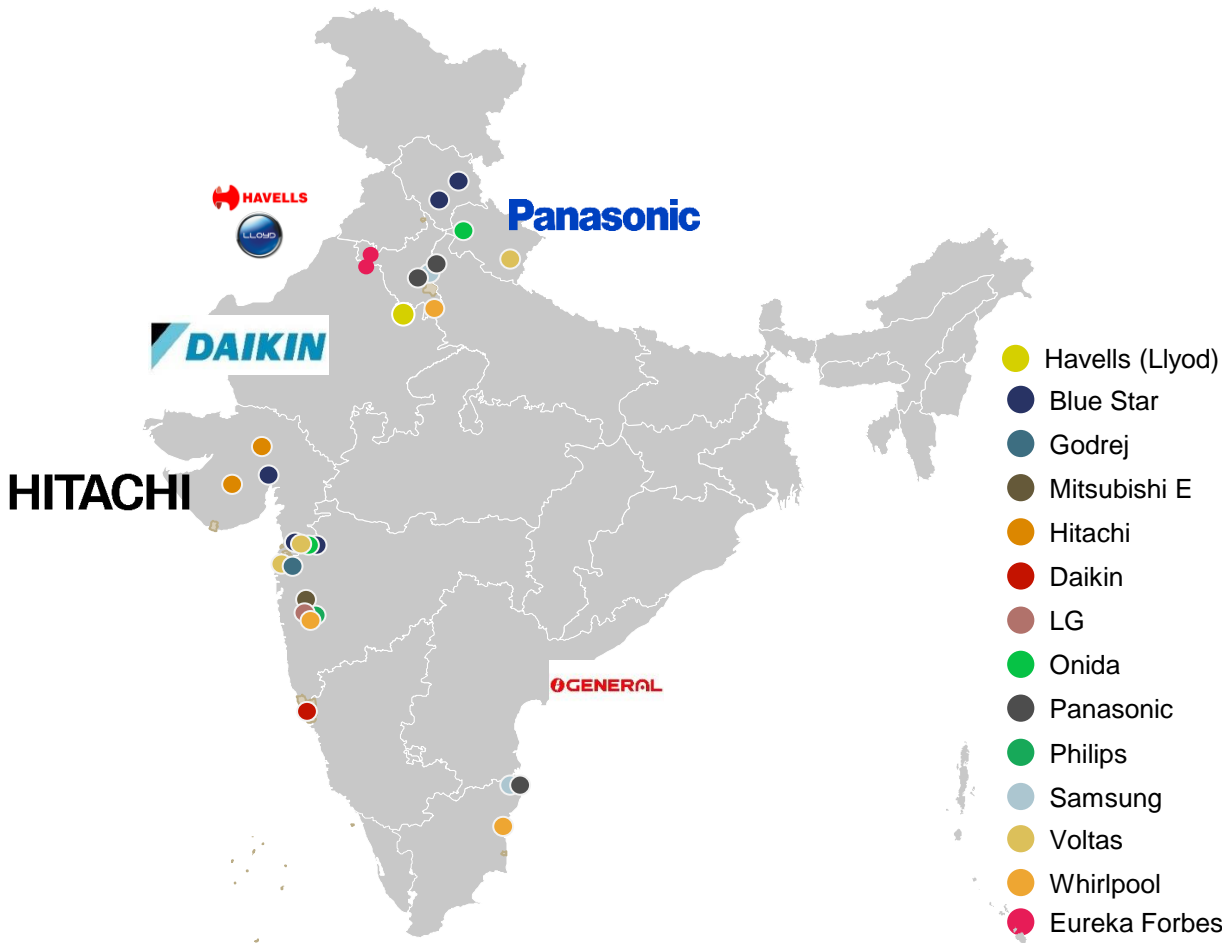 HAVELLS
LLOYD
Panasonic
DAIKIN
HITACHI
GENERAL
Havells (Llyod)
Blue Star
Godrej
Mitsubishi E
Hitachi
Daikin
LG
Onida
Panasonic
Philips
Samsung
Voltas
Whirlpool
Eureka Forbes